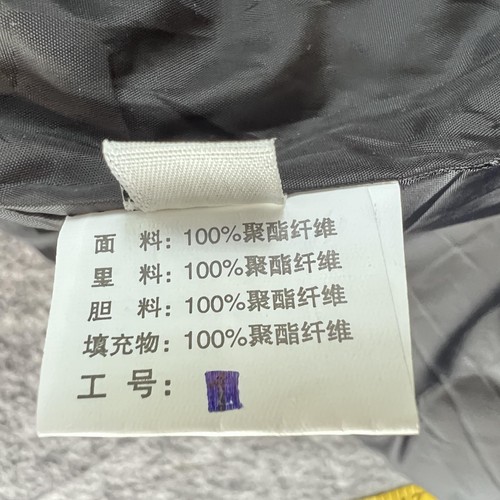 面 料: 100%聚酯纤维
里 料: 100%聚酯纤维
胆 料: 100%聚酯纤维
填充物: 100%聚酯纤维
工 号: